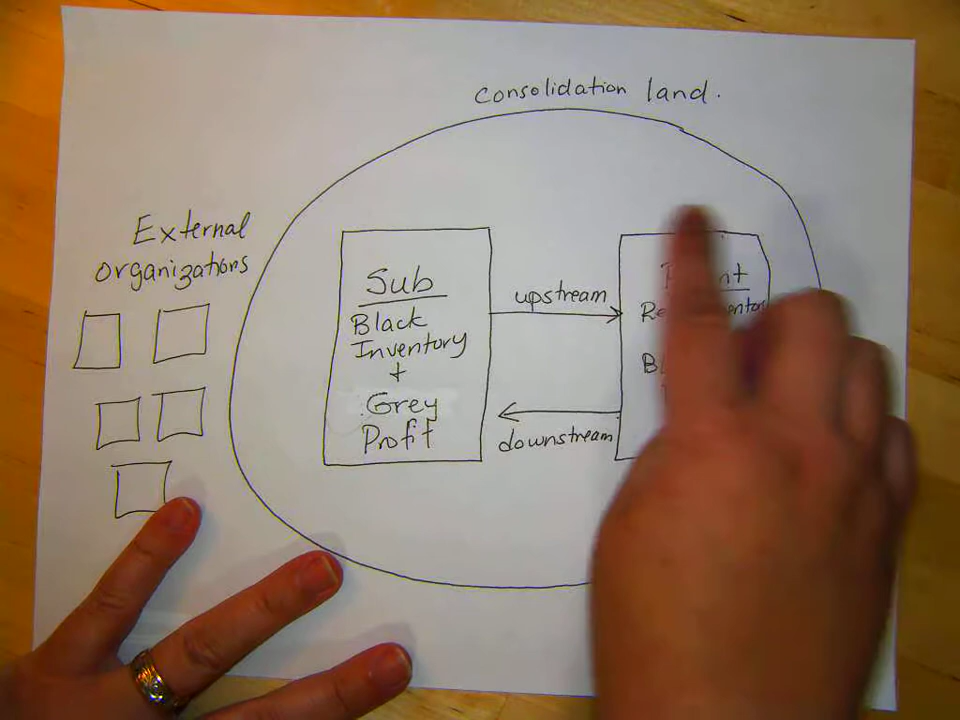 Consolidation land.
External
organizations
Sub
Black
Inventory
+
Grey
Profit
upstream
downstream